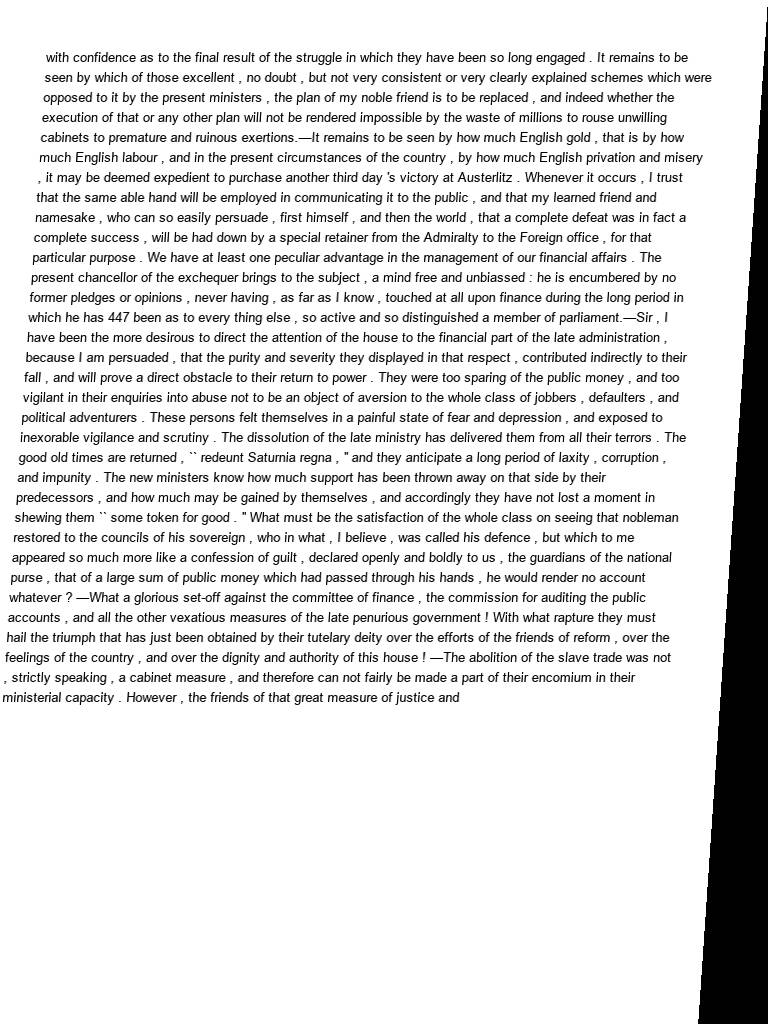 with confidence as to the final result of the struggle in which they have been so long engaged . It remains to be
seen by which of those excellent , no doubt , but not very consistent or very clearly explained schemes which were
opposed to it by the present ministers , the plan of my noble friend is to be replaced , and indeed whether the
execution of that or any other plan will not be rendered impossible by the waste of millions to rouse unwilling
cabinets to premature and ruinous exertions.—It remains to be seen by how much English gold , that is by how
much English labour , and in the present circumstances of the country , by how much English privation and misery
, it may be deemed expedient to purchase another third day 's victory at Austerlitz . Whenever it occurs , I trust
that the same able hand will be employed in communicating it to the public , and that my learned friend and
namesake , who can so easily persuade , first himself , and then the world , that a complete defeat was in fact a
complete success , will be had down by a special retainer from the Admiralty to the Foreign office , for that
particular purpose . We have at least one peculiar advantage in the management of our financial affairs . The
present chancellor of the exchequer brings to the subject , a mind free and unbiassed : he is encumbered by no
former pledges or opinions , never having , as far as I know , touched at all upon finance during the long period in
which he has 447 been as to every thing else , so active and so distinguished a member of parliament.—Sir , I
have been the more desirous to direct the attention of the house to the financial part of the late administration ,
because I am persuaded , that the purity and severity they displayed in that respect , contributed indirectly to their
fall , and will prove a direct obstacle to their return to power . They were too sparing of the public money , and too
vigilant in their enquiries into abuse not to be an object of aversion to the whole class of jobbers , defaulters , and
political adventurers . These persons felt themselves in a painful state of fear and depression , and exposed to
inexorable vigilance and scrutiny . The dissolution of the late ministry has delivered them from all their terrors . The
good old times are returned , `` redeunt Saturnia regna , " and they anticipate a long period of laxity , corruption ,
and impunity . The new ministers know how much support has been thrown away on that side by their
predecessors , and how much may be gained by themselves , and accordingly they have not lost a moment in
shewing them `` some token for good . " What must be the satisfaction of the whole class on seeing that nobleman
restored to the councils of his sovereign , who in what , I believe , was called his defence , but which to me
appeared so much more like a confession of guilt , declared openly and boldly to us , the guardians of the national
purse , that of a large sum of public money which had passed through his hands , he would render no account
whatever ? —What a glorious set-off against the committee of finance , the commission for auditing the public
accounts , and all the other vexatious measures of the late penurious government ! With what rapture they must
hail the triumph that has just been obtained by their tutelary deity over the efforts of the friends of reform , over the
feelings of the country , and over the dignity and authority of this house ! —The abolition of the slave trade was not
, strictly speaking , a cabinet measure , and therefore can not fairly be made a part of their encomium in their
ministerial capacity . However , the friends of that great measure of justice and